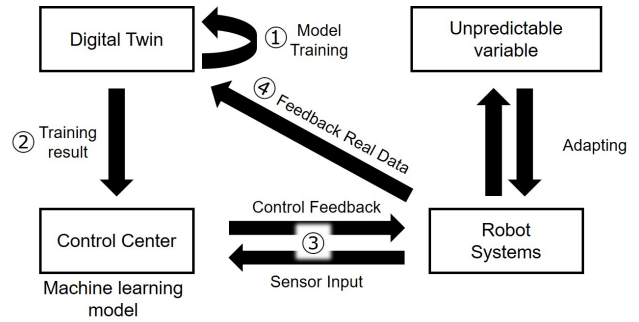 Digital Twin
① Model
Training
Unpredictable
variable
② Training
result
④ Feedback Real Data
Adapting
Control Feedback
③
Sensor Input
Control Center
Machine learning
model
Robot
Systems